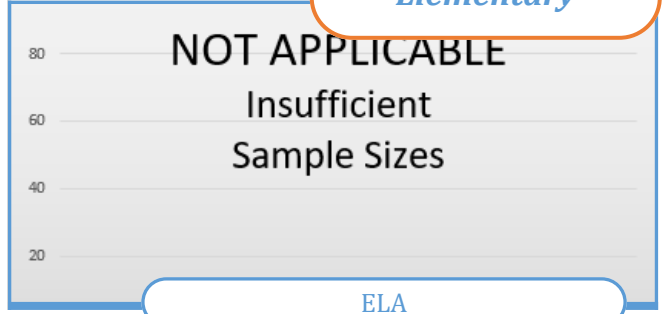 Elementary
80
NOT APPLICABLE
Insufficient
60
Sample Sizes
40
20
ELA